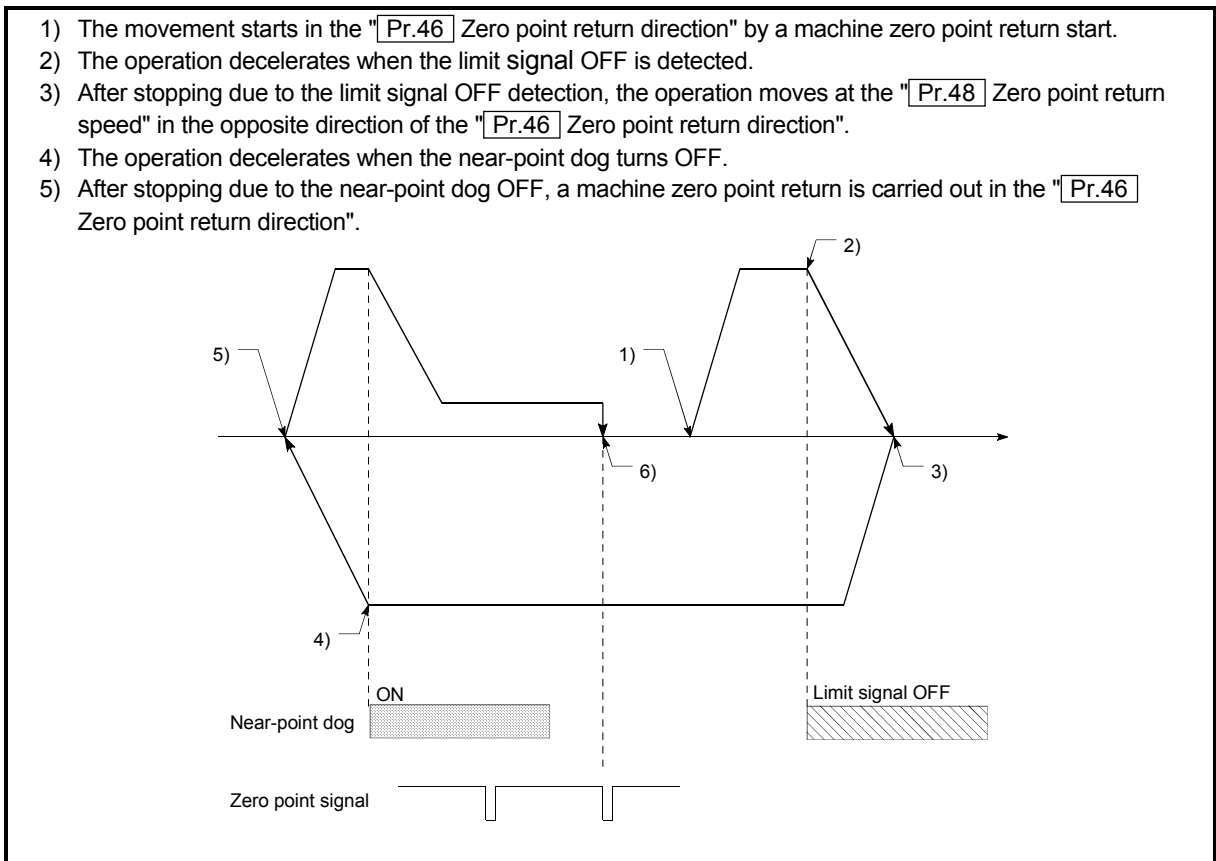 1) The movement starts in the "Pr.46 Zero point return direction" by a machine zero point return start.
2) The operation decelerates when the limit signal OFF is detected.
3) After stopping due to the limit signal OFF detection, the operation moves at the "Pr.48 Zero point return
speed" in the opposite direction of the "Pr.46 Zero point return direction".
4) The operation decelerates when the near-point dog turns OFF.
5) After stopping due to the near-point dog OFF, a machine zero point return is carried out in the "Pr.46
Zero point return direction".
2)
5)
1)
6)
3)
4)
ON
Limit signal OFF
Near-point dog
Zero point signal